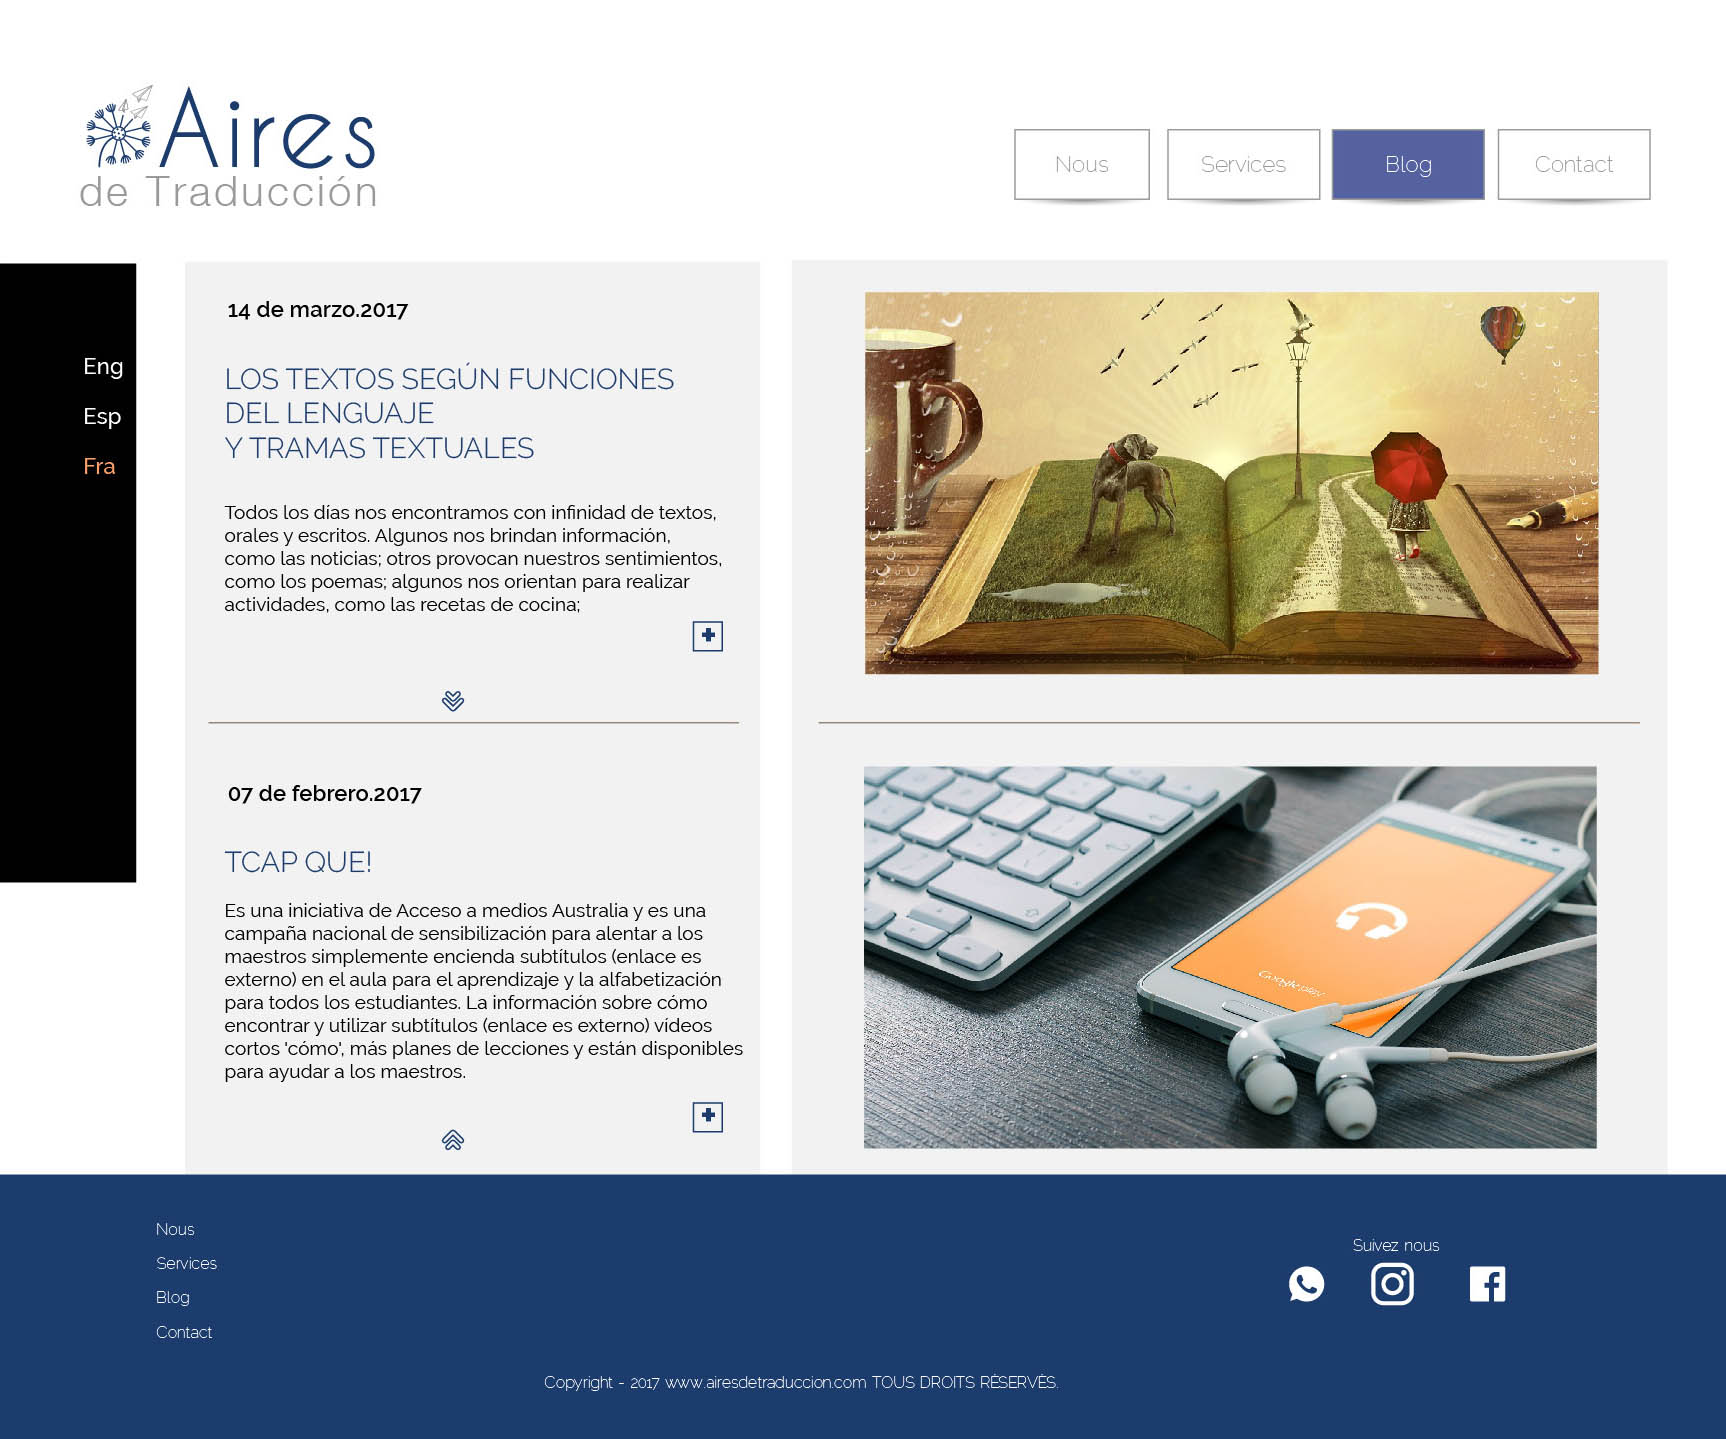 Aires
de Traducción
Nous
Services
Blog
Contact
Eng
Esp
Fra
14 de marzo.2017
LOS TEXTOS SEGÚN FUNCIONES
DEL LENGUAJE
Y TRAMAS TEXTUALES
Todos los días nos encontramos con infinidad de textos,
orales y escritos. Algunos nos brindan información,
como las noticias; otros provocan nuestros sentimientos,
como los poemas; algunos nos orientan para realizar
actividades, como las recetas de cocina;
07 de febrero.2017
TCAP QUE!
Es una iniciativa de Acceso a medios Australia y es una
campaña nacional de sensibilización para alentar a los
maestros simplemente encienda subtítulos (enlace es
externo) en el aula para el aprendizaje y la alfabetización
para todos los estudiantes. La información sobre cómo
encontrar y utilizar subtítulos (enlace es externo) vídeos
cortos 'cómo', más planes de lecciones y están disponibles
para ayudar a los maestros.
Google play
Nous
Services
Blog
Contact
Suivez nous
Copyright - 2017 www.airesdetraduccion.com TOUS DROITS RÈSERVÈS.